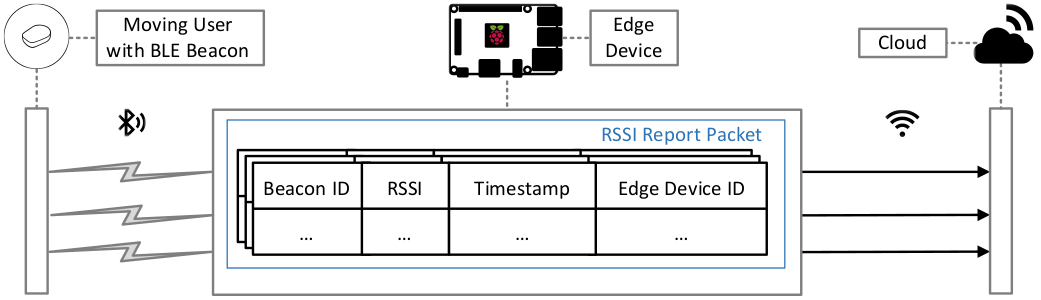 Moving User
with BLE Beacon
Edge
Device
Cloud
RSSI Report Packet
Beacon ID RSSI Timestamp Edge Device ID
... ... ... ...